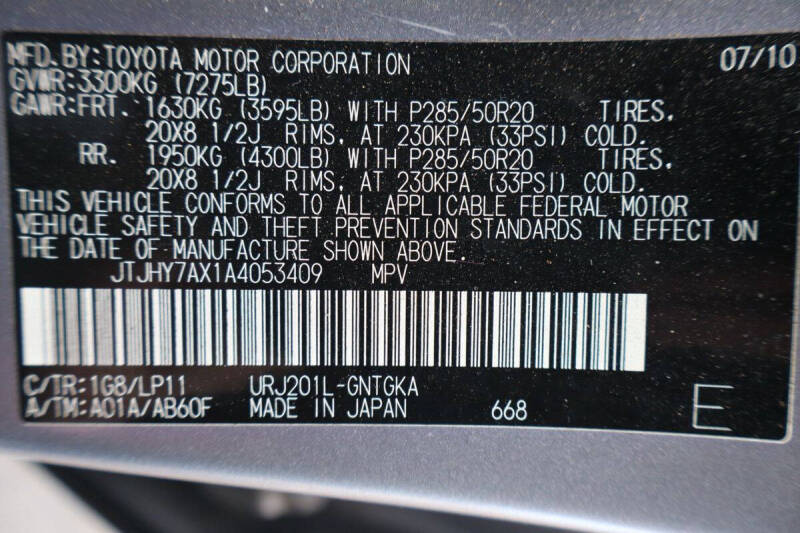 MFD.BY:TOYOTA MOTOR CORPORATION 07/10
GVWR:3300KG (7275LB)
GAWR:FRT. 1630KG (3595LB) WITH P285/50R20 TIRES.
20X8 1/2J RIMS, AT 230KPA (33PSI) COLD.
RR. 1950KG (4300LB) WITH P285/50R20 TIRES.
20X8 1/2J RIMS, AT 230KPA (33PSI) COLD.
THIS VEHICLE CONFORMS TO ALL APPLICABLE FEDERAL MOTOR
VEHICLE SAFETY AND THEFT PREVENTION STANDARDS IN EFFECT ON
THE DATE OF MANUFACTURE SHOWN ABOVE.
JTJHY7AX1A4053409 MPV
C/TR:1G8/LP11 URJ201L-GNTGKA
A/TM:A01A/AB60F MADE IN JAPAN 668 E